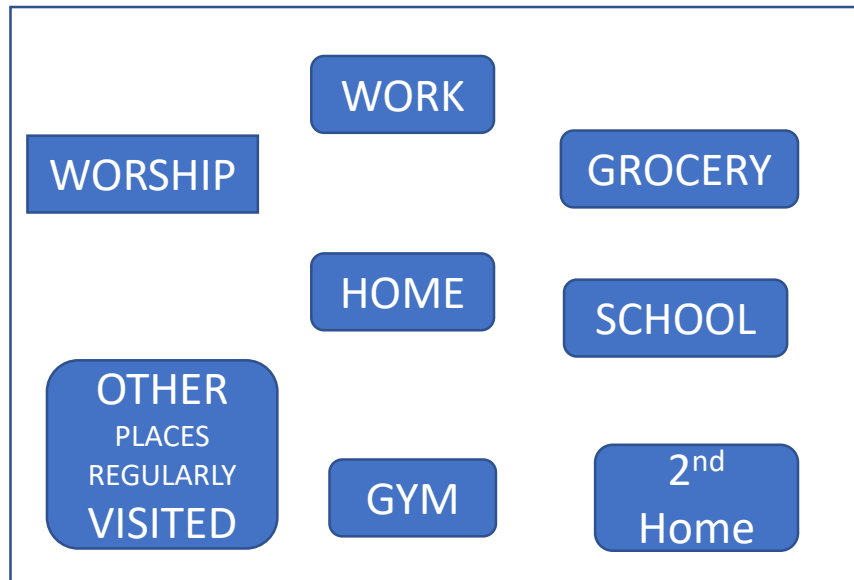 WORK
WORSHIP
GROCERY
HOME
SCHOOL
OTHER
PLACES
REGULARLY
VISITED
GYM
2nd
Home